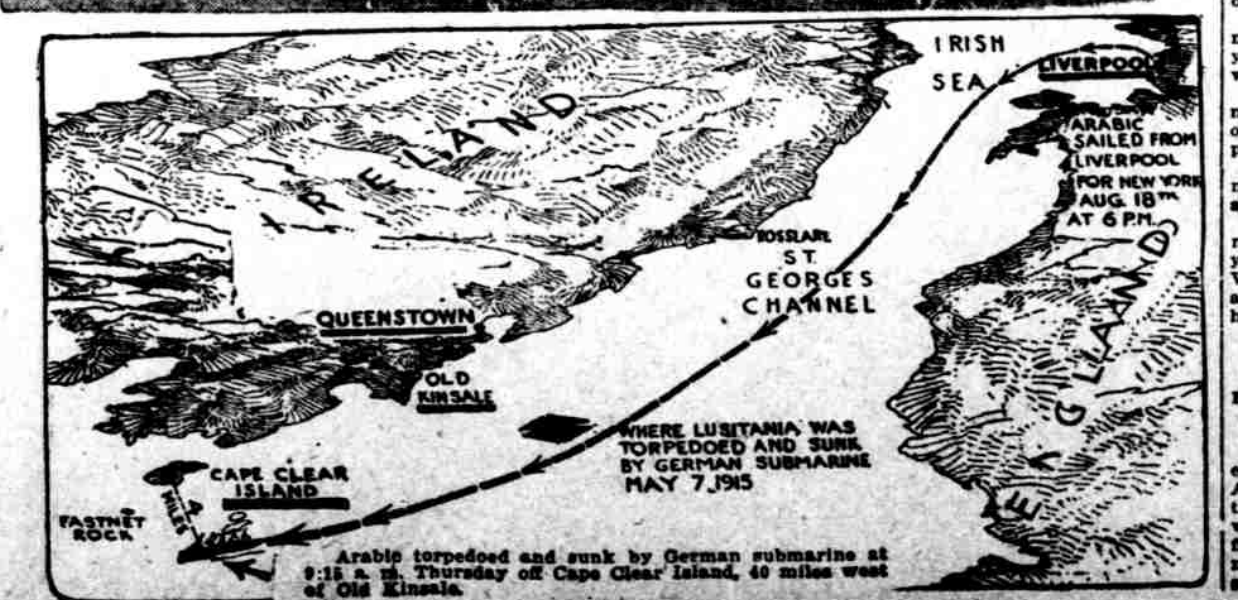 IRISH
SEA
LIVERPOOL
ARABIC
SAILED FROM
LIVERPOOL
FOR NEW YORK
AUG. 18TH
AT 6 P.M.
IRELAND
ROSSLARE
ST.
GEORGES
CHANNEL
ENGLAAND
QUEENSTOWN
OLD
KINSALE
WHERE LUSITANIA WAS
TORPEDOED AND SUNK
BY GERMAN SUBMARINE
MAY 7, 1915
CAPE CLEAR
ISLAND
4
MILES
FASTNET
ROCK
Arabic torpedoed and sunk by German submarine at
9:15 a. m. Thursday off Cape Clear Island, 40 miles west
of Old Kinsale.